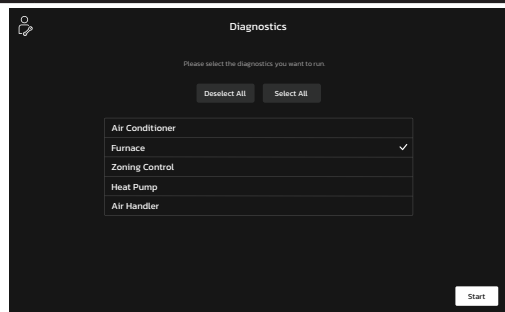 Diagnostics
Please select the diagnostics you want to run.
Deselect All Select All
Air Conditioner
Furnace
Zoning Control
Heat Pump
Air Handler
Start